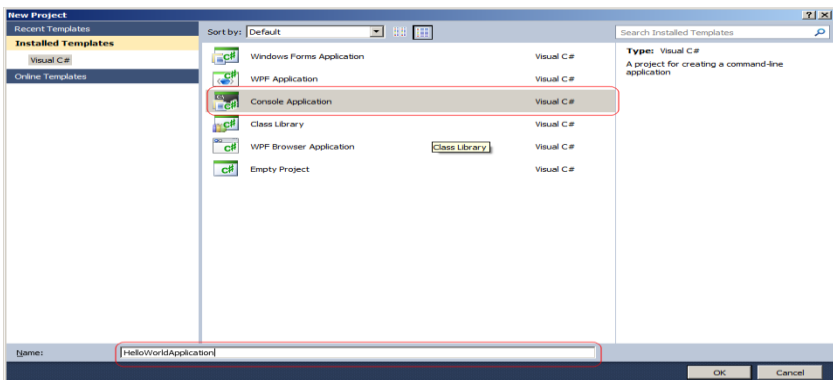 New Project
Recent Templates
Installed Templates
Visual C#
Online Templates
Sort by: Default
Windows Forms Application Visual C#
WPF Application Visual C#
Console Application Visual C#
Class Library Visual C#
WPF Browser Application Visual C#
Class Library
Empty Project Visual C#
Search Installed Templates
Type: Visual C#
A project for creating a command-line
application
Name: HelloWorldApplication
OK Cancel